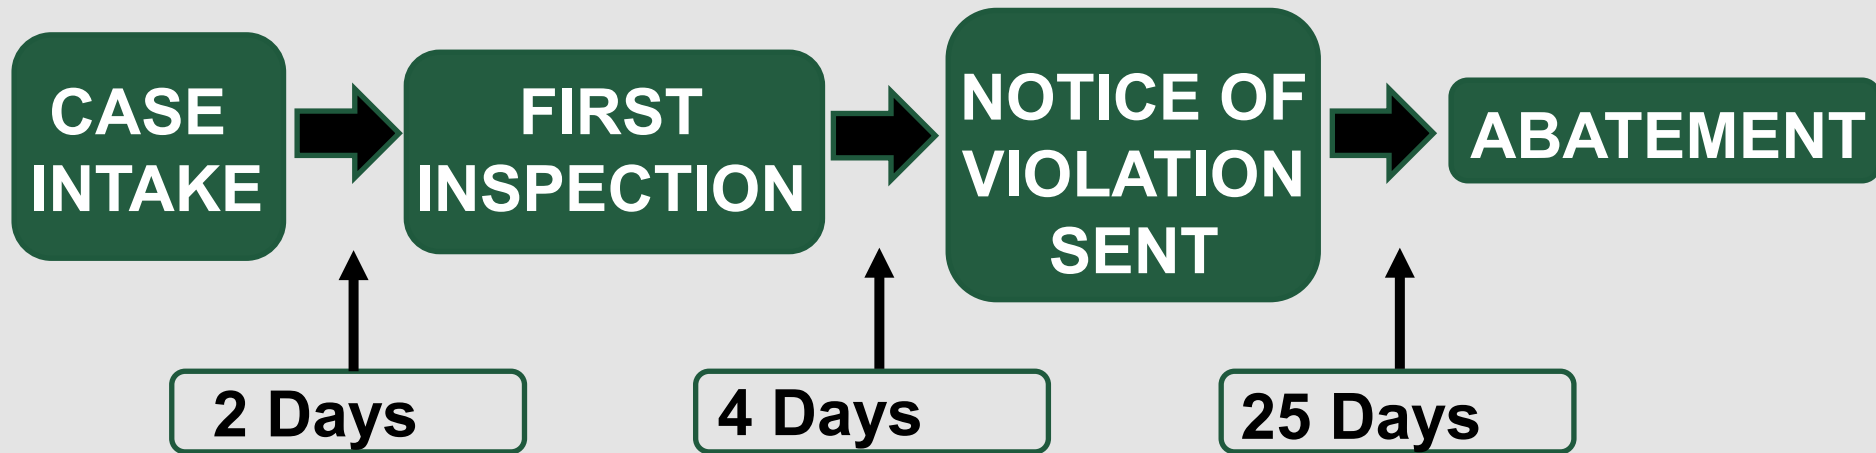 CASE
INTAKE
FIRST
INSPECTION
NOTICE OF
VIOLATION
SENT
ABATEMENT
2 Days
4 Days
25 Days